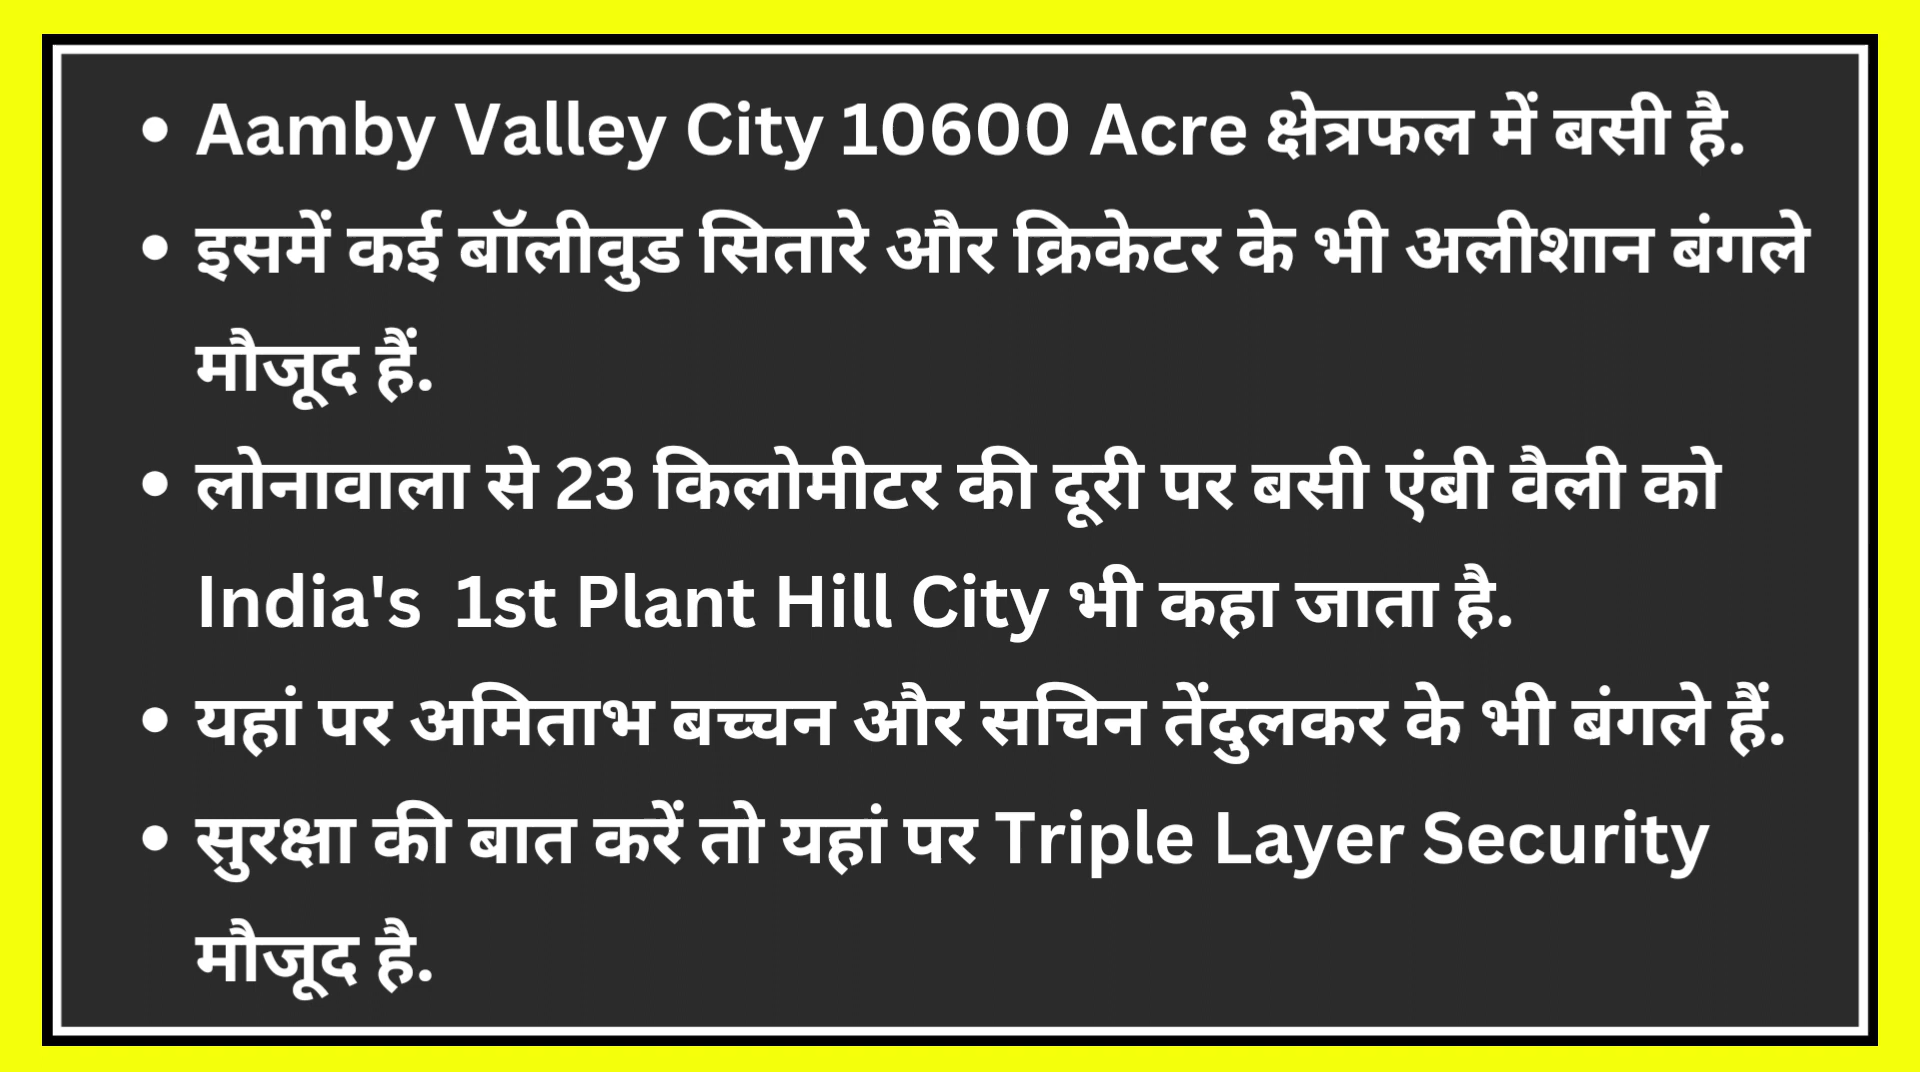 • Aamby Valley City 10600 Acre क्षेत्रफल में बसी है.
• इसमें कई बॉलीवुड सितारे और क्रिकेटर के भी अलीशान बंगले
मौजूद हैं.
• लोनावाला से 23 किलोमीटर की दूरी पर बसी एंबी वैली को
India's  1st Plant Hill City भी कहा जाता है.
• यहां पर अमिताभ बच्चन और सचिन तेंदुलकर के भी बंगले हैं.
• सुरक्षा की बात करें तो यहां पर Triple Layer Security
मौजूद है.